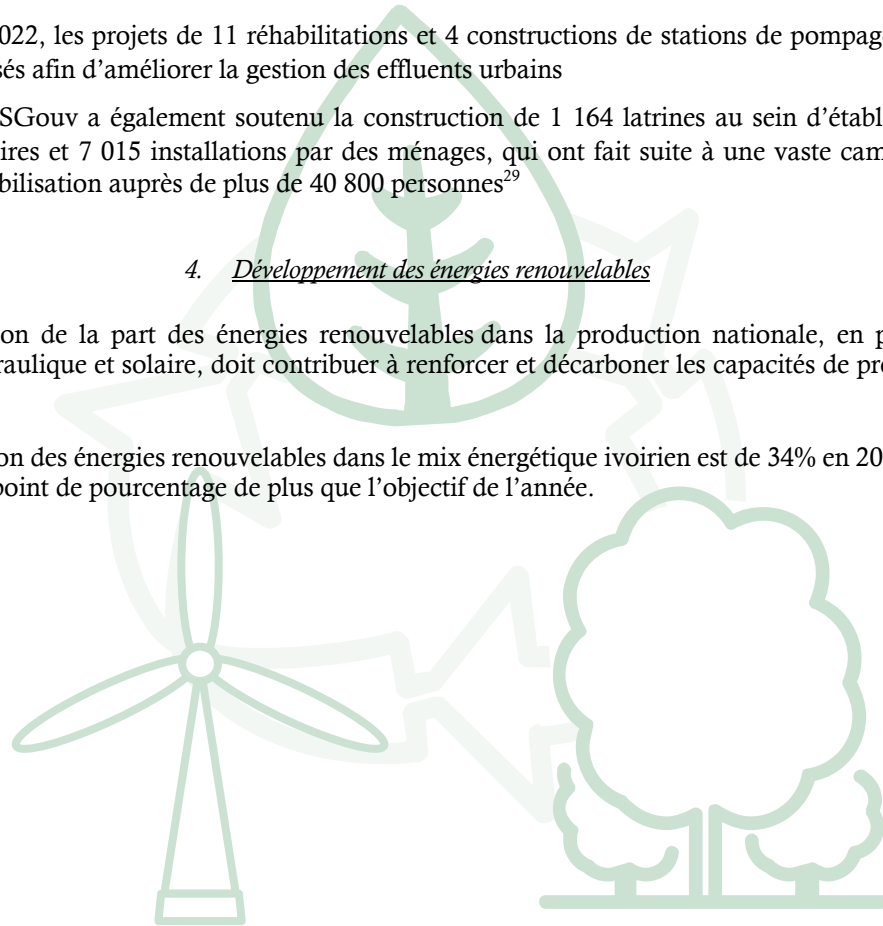 022, les projets de 11 réhabilitations et 4 constructions de stations de pompage
sés afin d’améliorer la gestion des effluents urbains
SGouv a également soutenu la construction de 1 164 latrines au sein d’établ
ires et 7 015 installations par des ménages, qui ont fait suite à une vaste cam
bilisation auprès de plus de 40 800 personnes²⁹
4. Développement des énergies renouvelables
on de la part des énergies renouvelables dans la production nationale, en p
raulique et solaire, doit contribuer à renforcer et décarboner les capacités de pr
on des énergies renouvelables dans le mix énergétique ivoirien est de 34% en 20
point de pourcentage de plus que l’objectif de l’année.